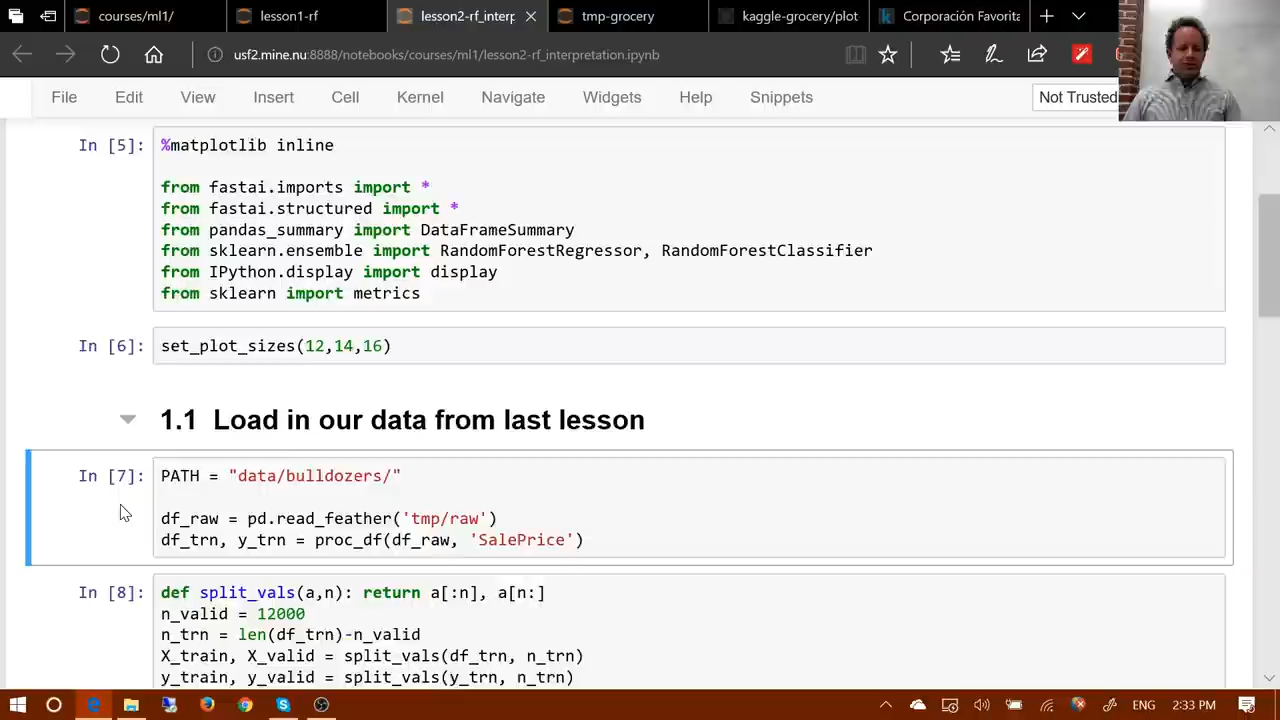 courses/ml1/
lesson1-rf
lesson2-rf_interp
tmp-grocery
kaggle-grocery/plot
Corporación Favorita
usf2.mine.nu:8888/notebooks/courses/ml1/lesson2-rf_interpretation.ipynb
File Edit View Insert Cell Kernel Navigate Widgets Help Snippets Not Trusted
In [5]: %matplotlib inline
from fastai.imports import *
from fastai.structured import *
from pandas_summary import DataFrameSummary
from sklearn.ensemble import RandomForestRegressor, RandomForestClassifier
from IPython.display import display
from sklearn import metrics
In [6]: set_plot_sizes(12,14,16)
1.1 Load in our data from last lesson
In [7]: PATH = "data/bulldozers/"
df_raw = pd.read_feather('tmp/raw')
df_trn, y_trn = proc_df(df_raw, 'SalePrice')
In [8]: def split_vals(a,n): return a[:n], a[n:]
n_valid = 12000
n_trn = len(df_trn)-n_valid
X_train, X_valid = split_vals(df_trn, n_trn)
y_train, y_valid = split_vals(y_trn, n_trn)
ENG 2:33 PM